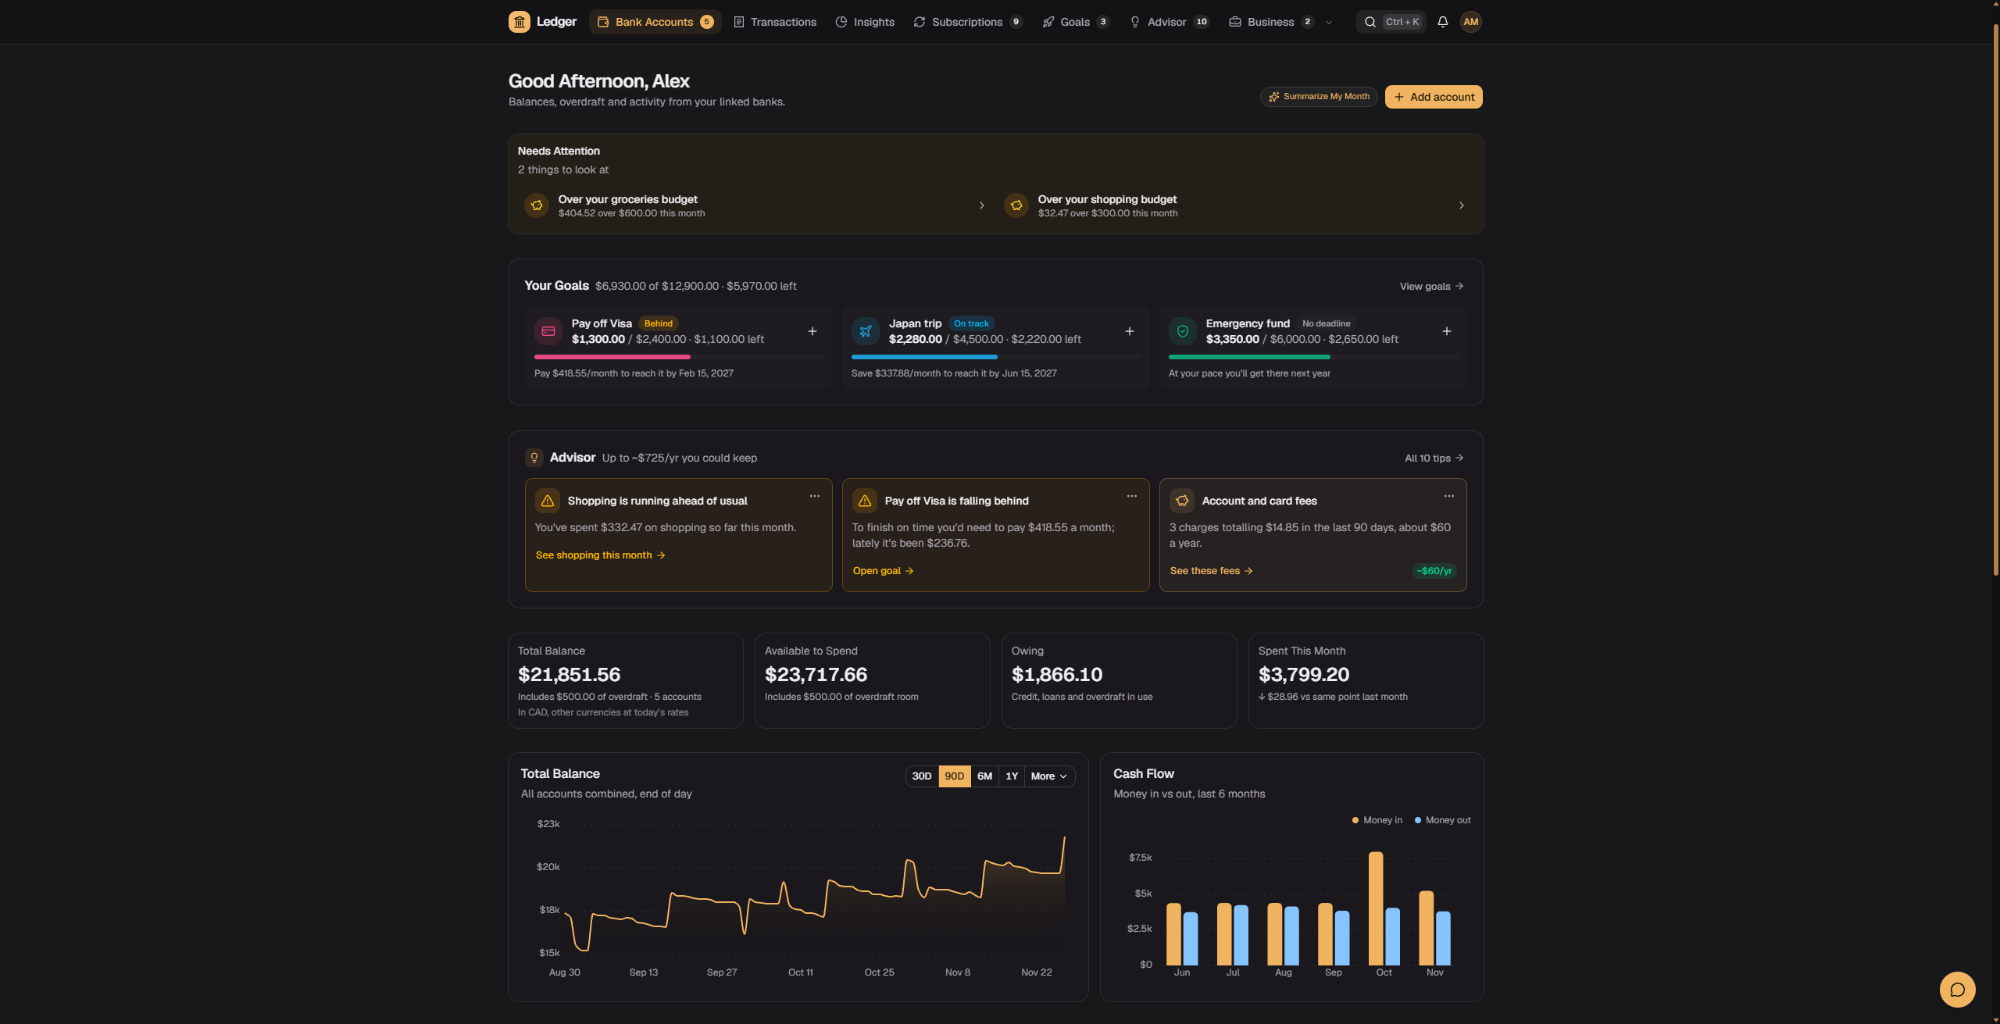 Ledger
Bank Accounts 5
Transactions
Insights
Subscriptions 9
Goals 3
Advisor 10
Business 2
Ctrl + K
AM
Good Afternoon, Alex
Balances, overdraft and activity from your linked banks.
Summarize My Month
+ Add account
Needs Attention
2 things to look at
Over your groceries budget
$404.52 over $600.00 this month
Over your shopping budget
$32.47 over $300.00 this month
Your Goals $6,930.00 of $12,900.00 · $5,970.00 left
View goals →
Pay off Visa Behind
$1,300.00 / $2,400.00 · $1,100.00 left
Pay $418.55/month to reach it by Feb 15, 2027
Japan trip On track
$2,280.00 / $4,500.00 · $2,220.00 left
Save $337.88/month to reach it by Jun 15, 2027
Emergency fund No deadline
$3,350.00 / $6,000.00 · $2,650.00 left
At your pace you'll get there next year
Advisor Up to ~$725/yr you could keep
All 10 tips →
Shopping is running ahead of usual
You've spent $332.47 on shopping so far this month.
See shopping this month →
Pay off Visa is falling behind
To finish on time you'd need to pay $418.55 a month;
lately it's been $236.76.
Open goal →
Account and card fees
3 charges totalling $14.85 in the last 90 days, about $60
a year.
See these fees →
~$60/yr
Total Balance
$21,851.56
Includes $500.00 of overdraft · 5 accounts
In CAD, other currencies at today's rates
Available to Spend
$23,717.66
Includes $500.00 of overdraft room
Owing
$1,866.10
Credit, loans and overdraft in use
Spent This Month
$3,799.20
↓ $28.96 vs same point last month
Total Balance
All accounts combined, end of day
30D 90D 6M 1Y More
$23k
$20k
$18k
$15k
Aug 30 Sep 13 Sep 27 Oct 11 Oct 25 Nov 8 Nov 22
Cash Flow
Money in vs out, last 6 months
Money in Money out
$7.5k
$5k
$2.5k
$0
Jun Jul Aug Sep Oct Nov